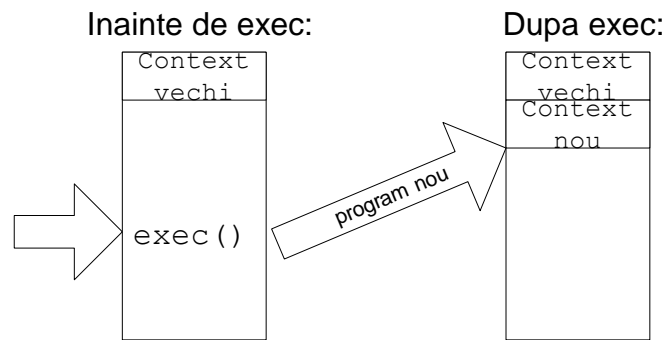 Inainte de exec:
Dupa exec:
Context
vechi
exec()
program nou
Context
vechi
Context
nou